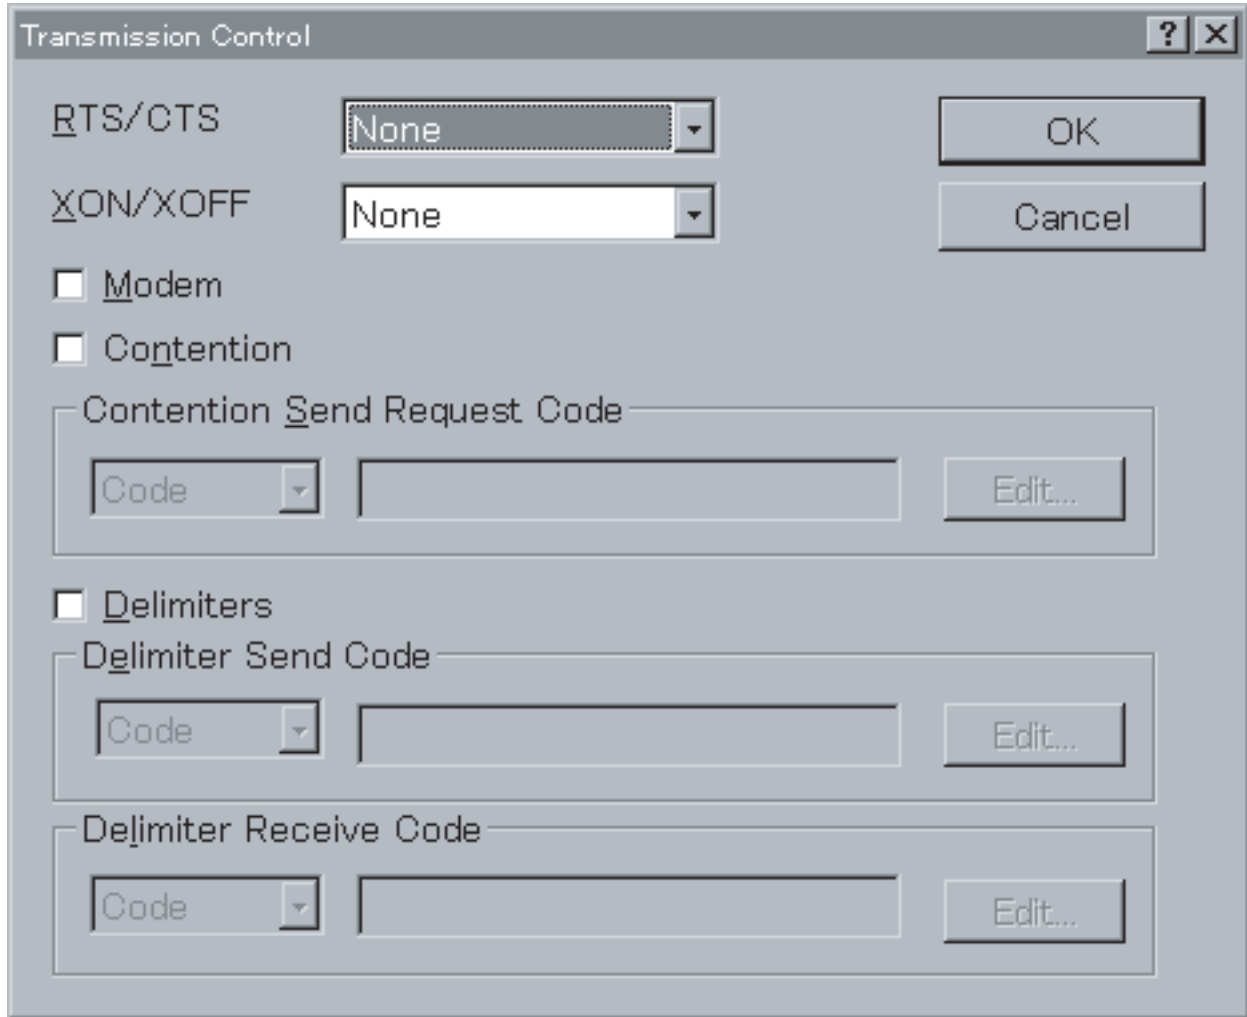 Transmission Control
RTS/CTS None OK
XON/XOFF None Cancel
Modem
Contention
Contention Send Request Code
Code Edit...
Delimiters
Delimiter Send Code
Code Edit...
Delimiter Receive Code
Code Edit...